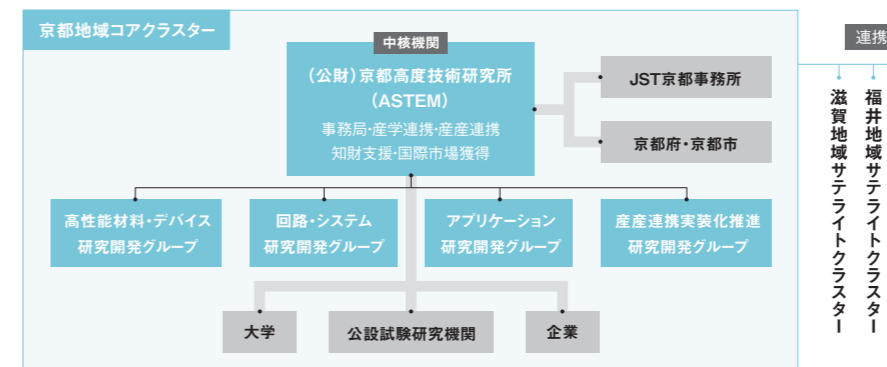 京都地域コアクラスター
中核機関
(公財)京都高度技術研究所
(ASTEM)
事務局・産学連携・産産連携
知財支援・国際市場獲得
JST京都事務所
京都府・京都市
高性能材料・デバイス
研究開発グループ
回路・システム
研究開発グループ
アプリケーション
研究開発グループ
産産連携実装化推進
研究開発グループ
大学
公設試験研究機関
企業
連携
福井地域サテライトクラスター
滋賀地域サテライトクラスター